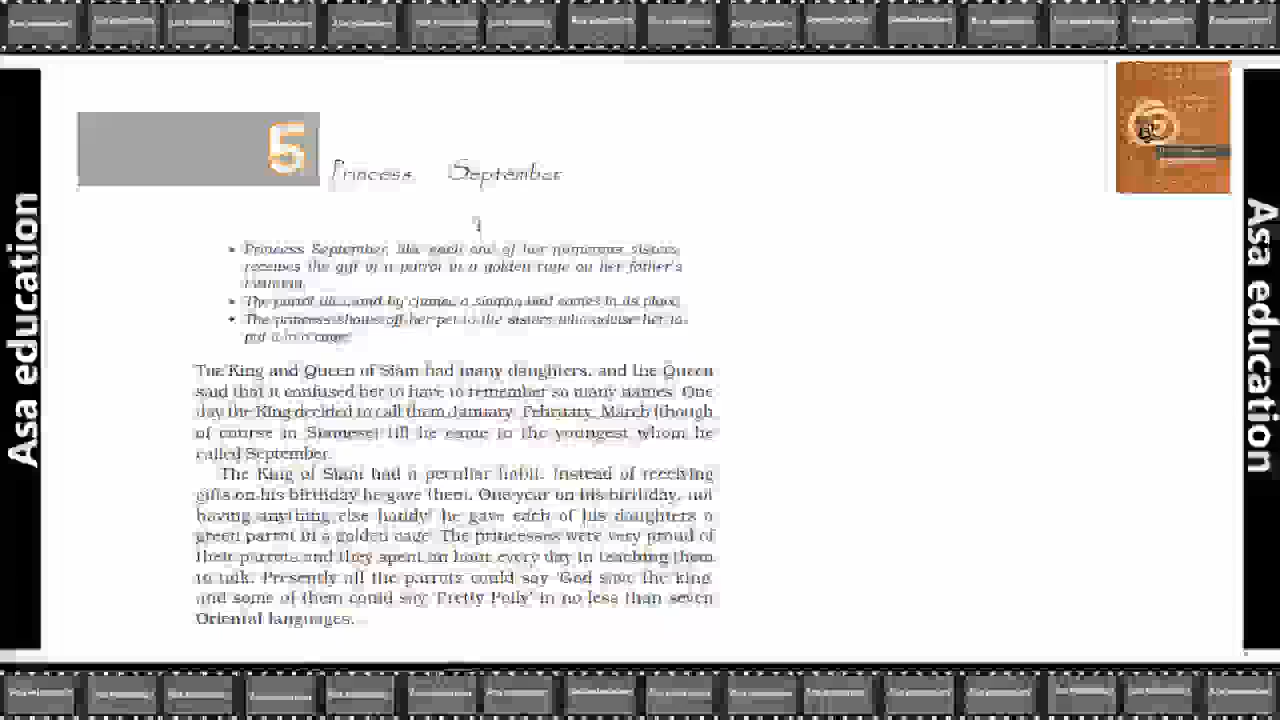 5
Princess September
I
• Princess September, like each one of her numerous sisters,
receives the gift of a parrot in a golden cage on her father's
birthday.
• The parrot dies, and by chance, a singing bird comes in its place.
• The princess shows off her pet to the sisters who advise her to
put it in a cage.
The King and Queen of Siam had many daughters, and the Queen
said that it confused her to have to remember so many names. One
day the King decided to call them January, February, March (though
of course in Siamese) till he came to the youngest whom he
called September.
The King of Siam had a peculiar habit. Instead of receiving
gifts on his birthday he gave them. One year on his birthday, not
having anything else handy, he gave each of his daughters a
green parrot in a golden cage. The princesses were very proud of
their parrots and they spent an hour every day in teaching them
to talk. Presently all the parrots could say 'God save the king'
and some of them could say 'Pretty Polly' in no less than seven
Oriental languages.
Asa education
Asa education